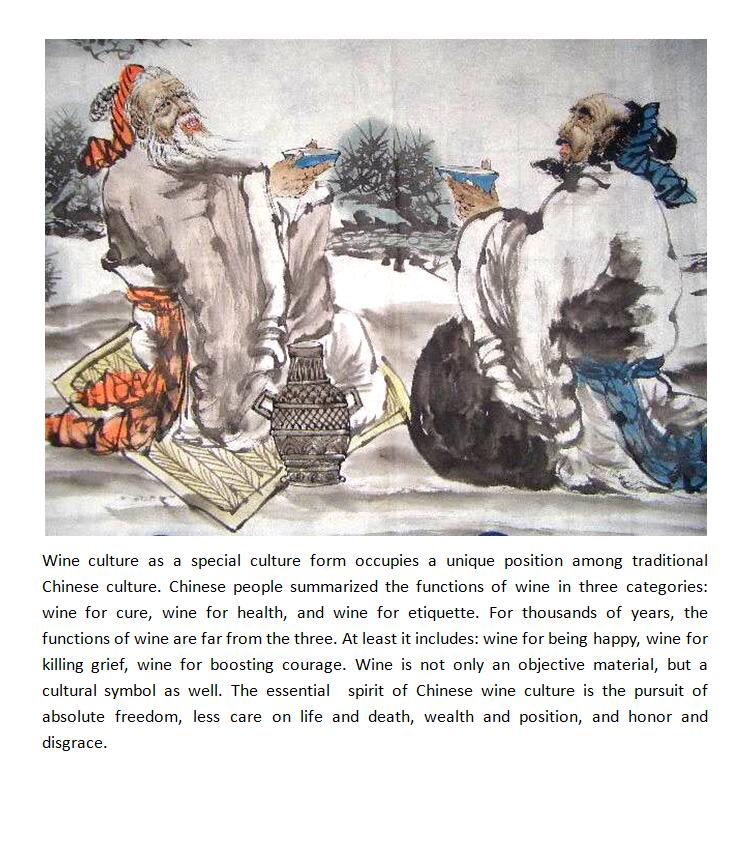 Wine culture as a special culture form occupies a unique position among traditional
Chinese culture. Chinese people summarized the functions of wine in three categories:
wine for cure, wine for health, and wine for etiquette. For thousands of years, the
functions of wine are far from the three. At least it includes: wine for being happy, wine for
killing grief, wine for boosting courage. Wine is not only an objective material, but a
cultural symbol as well. The essential  spirit of Chinese wine culture is the pursuit of
absolute freedom, less care on life and death, wealth and position, and honor and
disgrace.